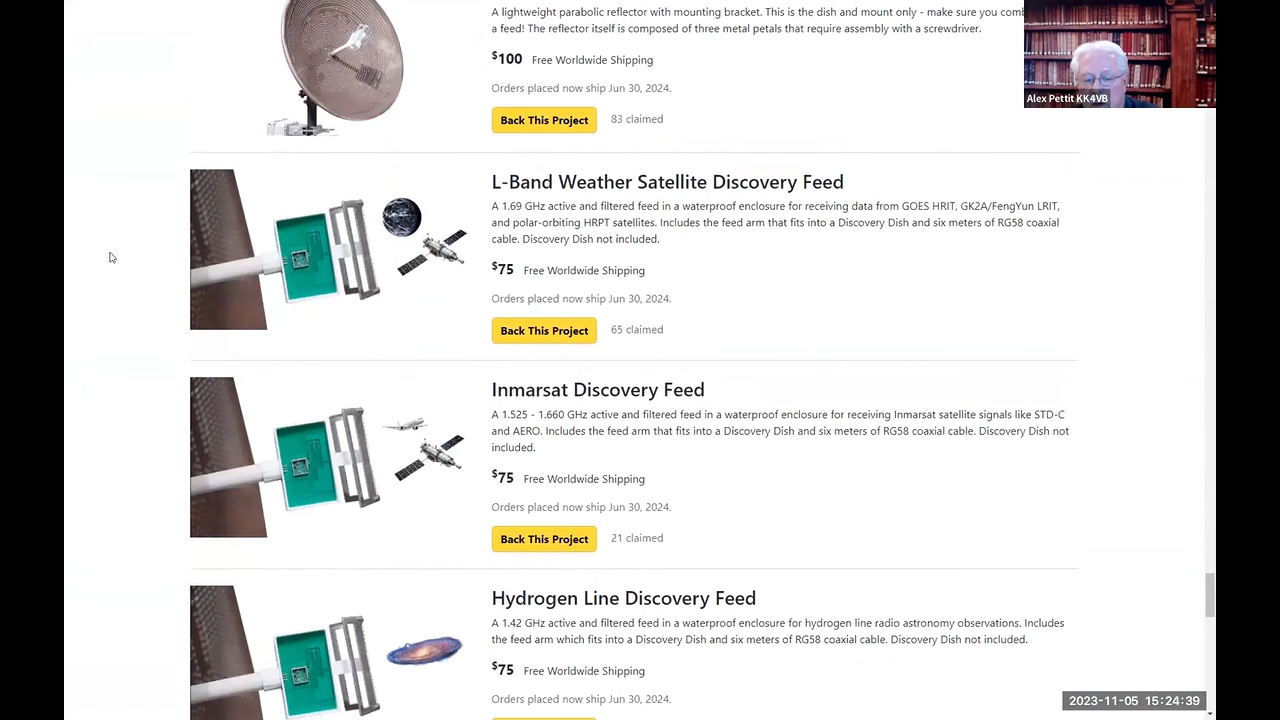 A lightweight parabolic reflector with mounting bracket. This is the dish and mount only - make sure you
a feed! The reflector itself is composed of three metal petals that require assembly with a screwdriver.
$100 Free Worldwide Shipping
Orders placed now ship Jun 30, 2024.
Back This Project 83 claimed
Alex Pettit KK4VB
L-Band Weather Satellite Discovery Feed
A 1.69 GHz active and filtered feed in a waterproof enclosure for receiving data from GOES HRIT, GK2A/FengYun LRIT,
and polar-orbiting HRPT satellites. Includes the feed arm that fits into a Discovery Dish and six meters of RG58 coaxial
cable. Discovery Dish not included.
$75 Free Worldwide Shipping
Orders placed now ship Jun 30, 2024.
Back This Project 65 claimed
Inmarsat Discovery Feed
A 1.525 - 1.660 GHz active and filtered feed in a waterproof enclosure for receiving Inmarsat satellite signals like STD-C
and AERO. Includes the feed arm that fits into a Discovery Dish and six meters of RG58 coaxial cable. Discovery Dish not
included.
$75 Free Worldwide Shipping
Orders placed now ship Jun 30, 2024.
Back This Project 21 claimed
Hydrogen Line Discovery Feed
A 1.42 GHz active and filtered feed in a waterproof enclosure for hydrogen line radio astronomy observations. Includes
the feed arm which fits into a Discovery Dish and six meters of RG58 coaxial cable. Discovery Dish not included.
$75 Free Worldwide Shipping
Orders placed now ship Jun 30, 2024.
2023-11-05 15:24:39